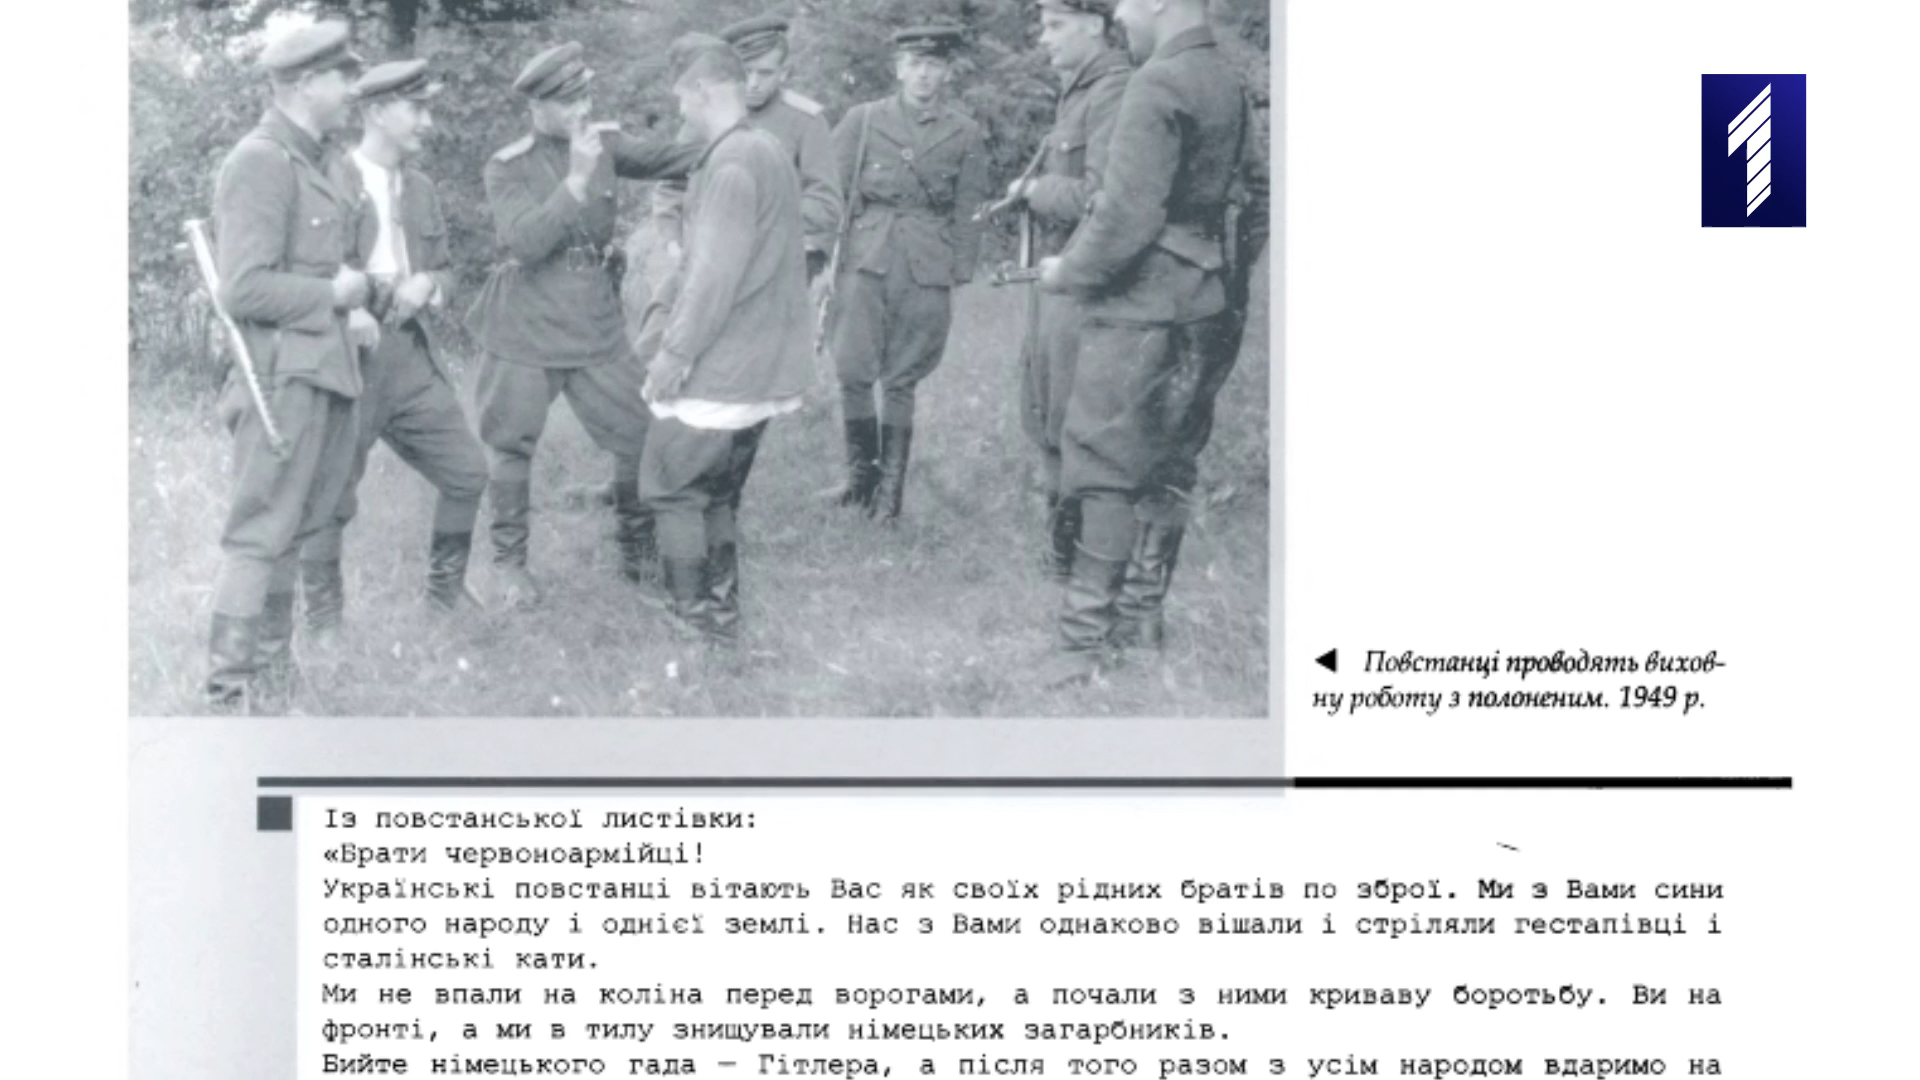 ◄ Повстанці проводять вихов-
ну роботу з полоненим. 1949 р.
Із повстанської листівки:
«Брати червоноармійці!
Українські повстанці вітають Вас як своїх рідних братів по зброї. Ми з Вами сини
одного народу і однієї землі. Нас з Вами однаково вішали і стріляли гестапівці і
сталінські кати.
Ми не впали на коліна перед ворогами, а почали з ними криваву боротьбу. Ви на
фронті, а ми в тилу знищували німецьких загарбників.
Бийте німецького гада — Гітлера, а після того разом з усім народом вдаримо на
1